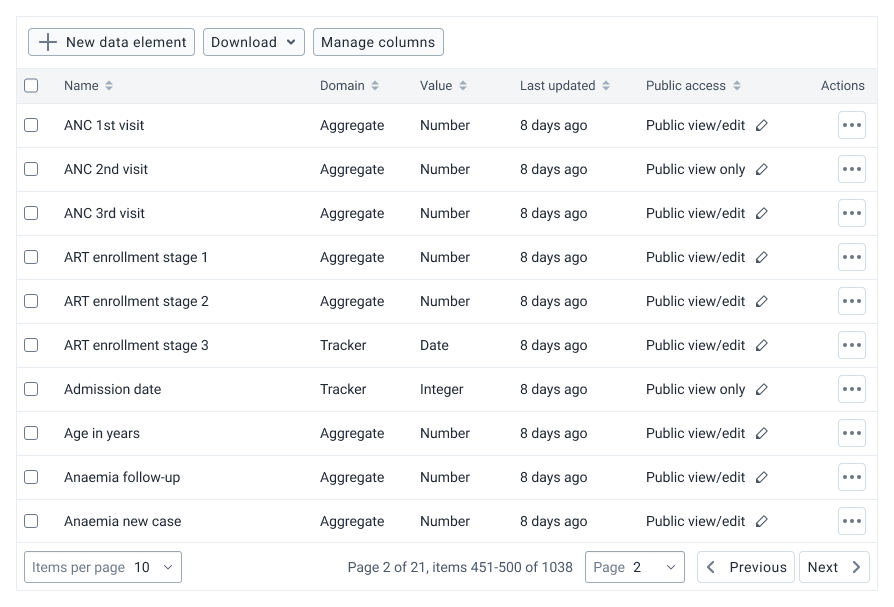 New data element Download Manage columns
Name Domain Value Last updated Public access Actions
ANC 1st visit Aggregate Number 8 days ago Public view/edit
ANC 2nd visit Aggregate Number 8 days ago Public view only
ANC 3rd visit Aggregate Number 8 days ago Public view/edit
ART enrollment stage 1 Aggregate Number 8 days ago Public view/edit
ART enrollment stage 2 Aggregate Number 8 days ago Public view/edit
ART enrollment stage 3 Tracker Date 8 days ago Public view/edit
Admission date Tracker Integer 8 days ago Public view only
Age in years Aggregate Number 8 days ago Public view/edit
Anaemia follow-up Aggregate Number 8 days ago Public view/edit
Anaemia new case Aggregate Number 8 days ago Public view/edit
Items per page 10 Page 2 of 21, items 451-500 of 1038 Page 2 Previous Next